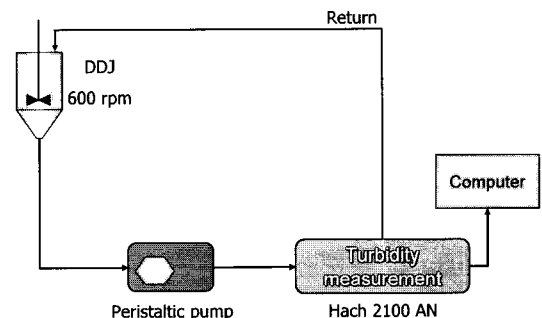 Return
DDJ
600 rpm
Computer
Turbidity
measurement
Peristaltic pump
Hach 2100 AN